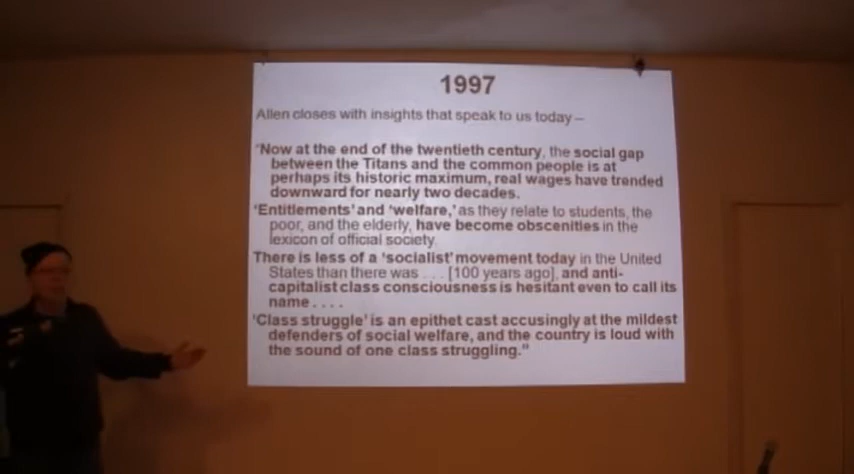 1997
Allen closes with insights that speak to us today –
"Now at the end of the twentieth century, the social gap
between the Titans and the common people is at
perhaps its historic maximum, real wages have trended
downward for nearly two decades.
'Entitlements' and 'welfare,' as they relate to students, the
poor, and the elderly, have become obscenities in the
lexicon of official society.
There is less of a 'socialist' movement today in the United
States than there was . . . [100 years ago], and anti-
capitalist class consciousness is hesitant even to call its
name . . . .
'Class struggle' is an epithet cast accusingly at the mildest
defenders of social welfare, and the country is loud with
the sound of one class struggling."